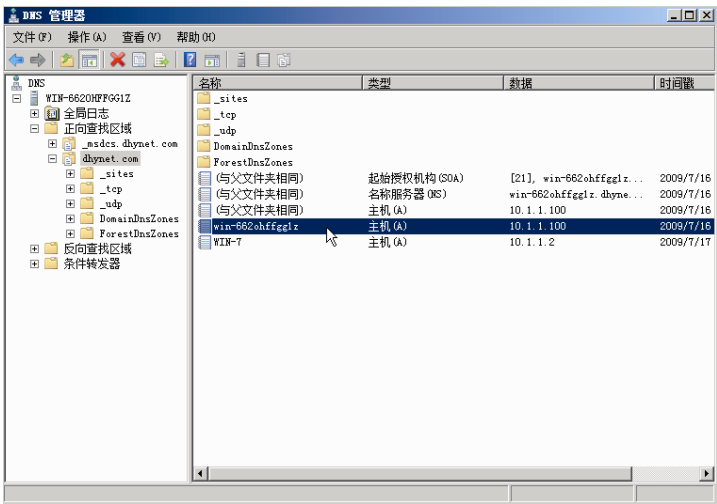 DNS 管理器
文件(F) 操作(A) 查看(V) 帮助(H)
DNS
WIN-662OHFFGG1Z
全局日志
正向查找区域
_msdcs.dhynet.com
dhynet.com
_sites
_tcp
_udp
DomainDnsZones
ForestDnsZones
反向查找区域
条件转发器
名称 类型 数据 时间戳
_sites
_tcp
_udp
DomainDnsZones
ForestDnsZones
(与父文件夹相同) 起始授权机构(SOA) [21], win-662ohffgg1z... 2009/7/16
(与父文件夹相同) 名称服务器(NS) win-662ohffgg1z.dhyne... 2009/7/16
(与父文件夹相同) 主机(A) 10.1.1.100 2009/7/16
win-662ohffgg1z 主机(A) 10.1.1.100 2009/7/16
WIN-7 主机(A) 10.1.1.2 2009/7/17